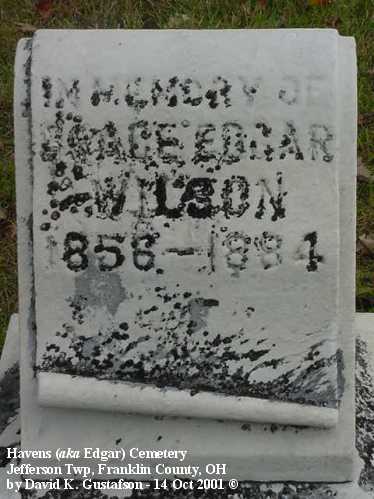 IN MEMORY OF
EDGAR
WILSON
1856-1884
Havens (aka Edgar) Cemetery
Jefferson Twp, Franklin County, OH
by David K. Gustafson - 14 Oct 2001 ©